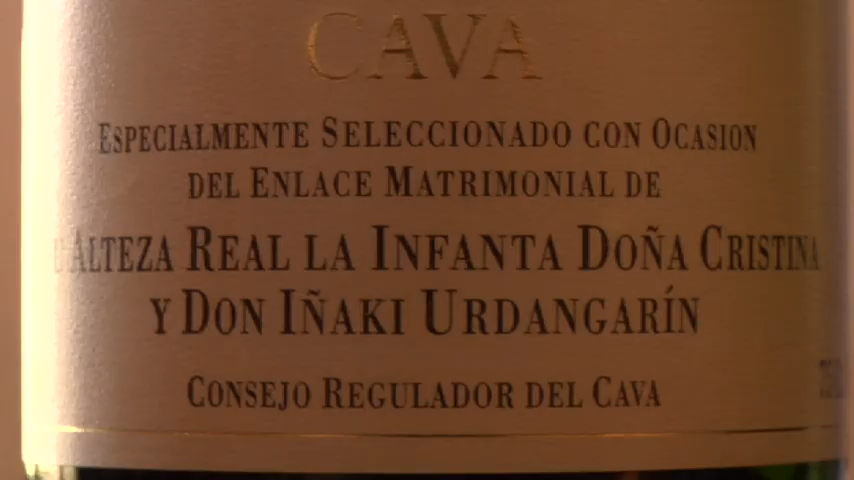 CAVA
ESPECIALMENTE SELECCIONADO CON OCASION
DEL ENLACE MATRIMONIAL DE
ALTEZA REAL LA INFANTA DOÑA CRISTINA
Y DON IÑAKI URDANGARÍN
CONSEJO REGULADOR DEL CAVA